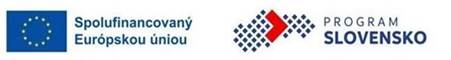 Spolufinancovaný
Európskou úniou
PROGRAM
SLOVENSKO